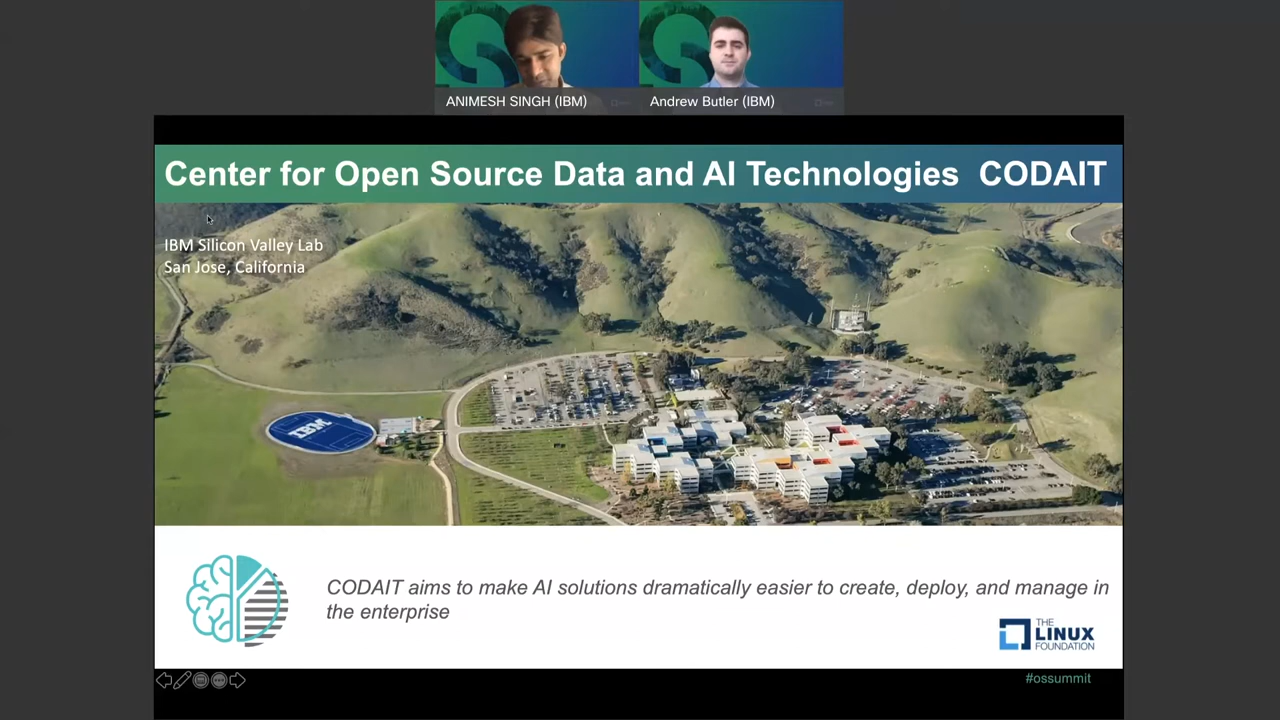 ANIMESH SINGH (IBM)
Andrew Butler (IBM)
Center for Open Source Data and AI Technologies CODAIT
IBM Silicon Valley Lab
San Jose, California
IBM
CODAIT aims to make AI solutions dramatically easier to create, deploy, and manage in
the enterprise
THE
LINUX
FOUNDATION
#ossummit